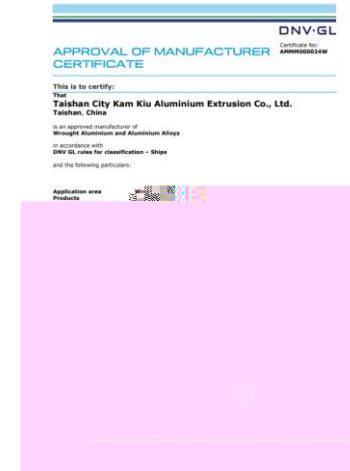 DNV·GL
APPROVAL OF MANUFACTURER
CERTIFICATE
Certificate No:
AMMM000024W
This is to certify:
That
Taishan City Kam Kiu Aluminium Extrusion Co., Ltd.
Taishan, China
is an approved manufacturer of
Wrought Aluminium and Aluminium Alloys
in accordance with
DNV GL rules for classification – Ships
and the following particulars:
Application area
Products